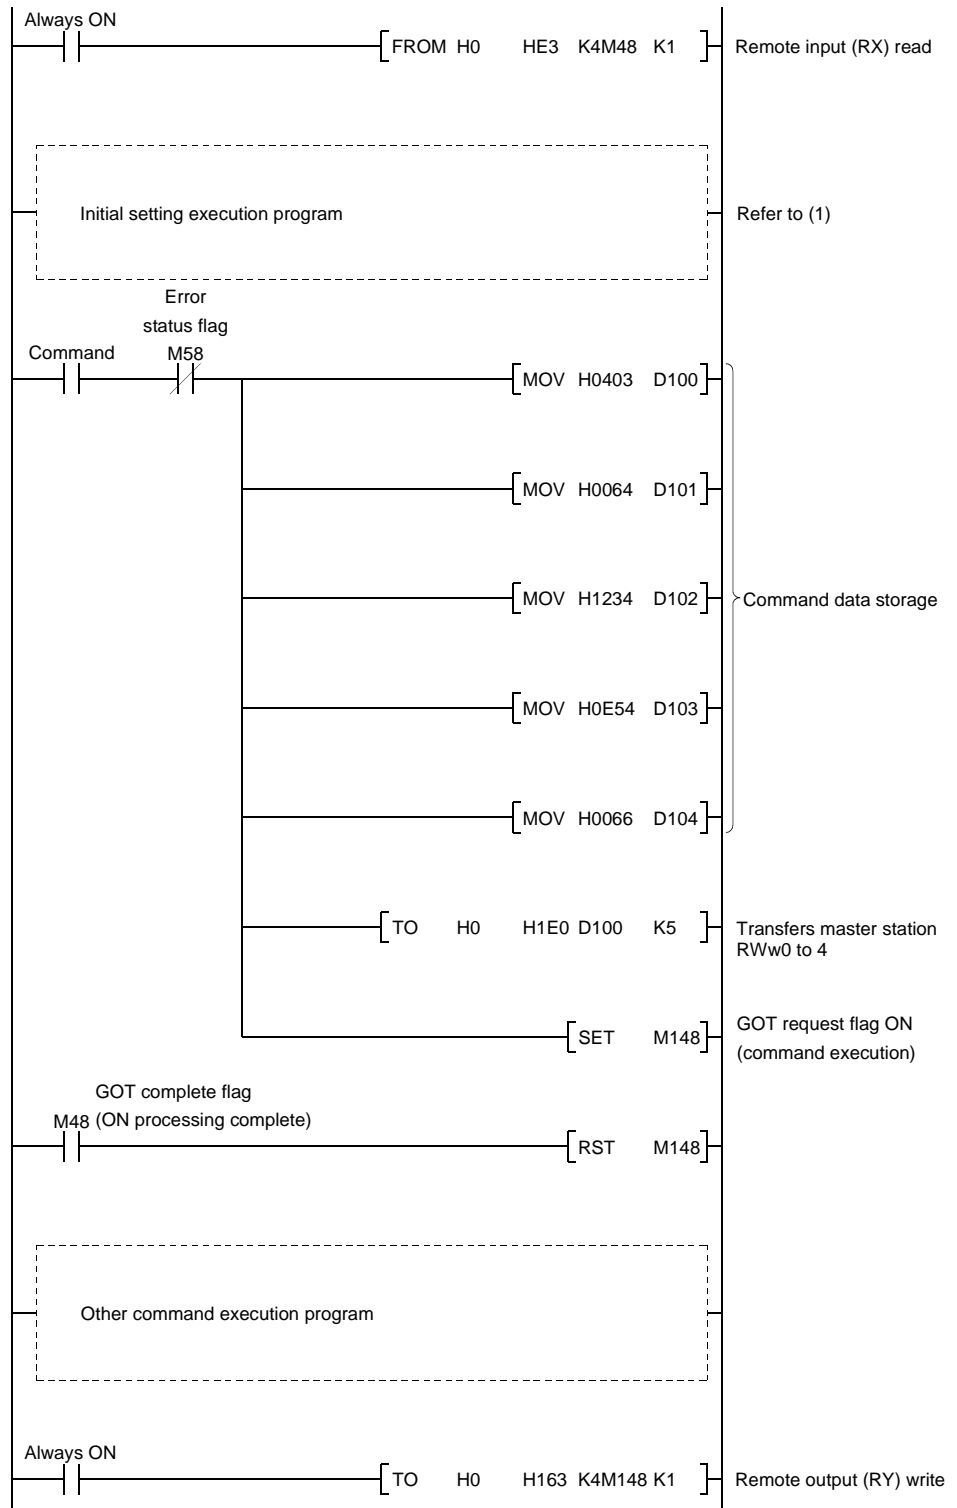 Always ON
FROM H0 HE3 K4M48 K1 Remote input (RX) read
Initial setting execution program Refer to (1)
Error
status flag
Command M58
MOV H0403 D100
MOV H0064 D101
MOV H1234 D102 Command data storage
MOV H0E54 D103
MOV H0066 D104
TO H0 H1E0 D100 K5 Transfers master station
RWw0 to 4
GOT request flag ON
SET M148
(command execution)
GOT complete flag
M48 (ON processing complete)
RST M148
Other command execution program
Always ON
TO H0 H163 K4M148 K1 Remote output (RY) write